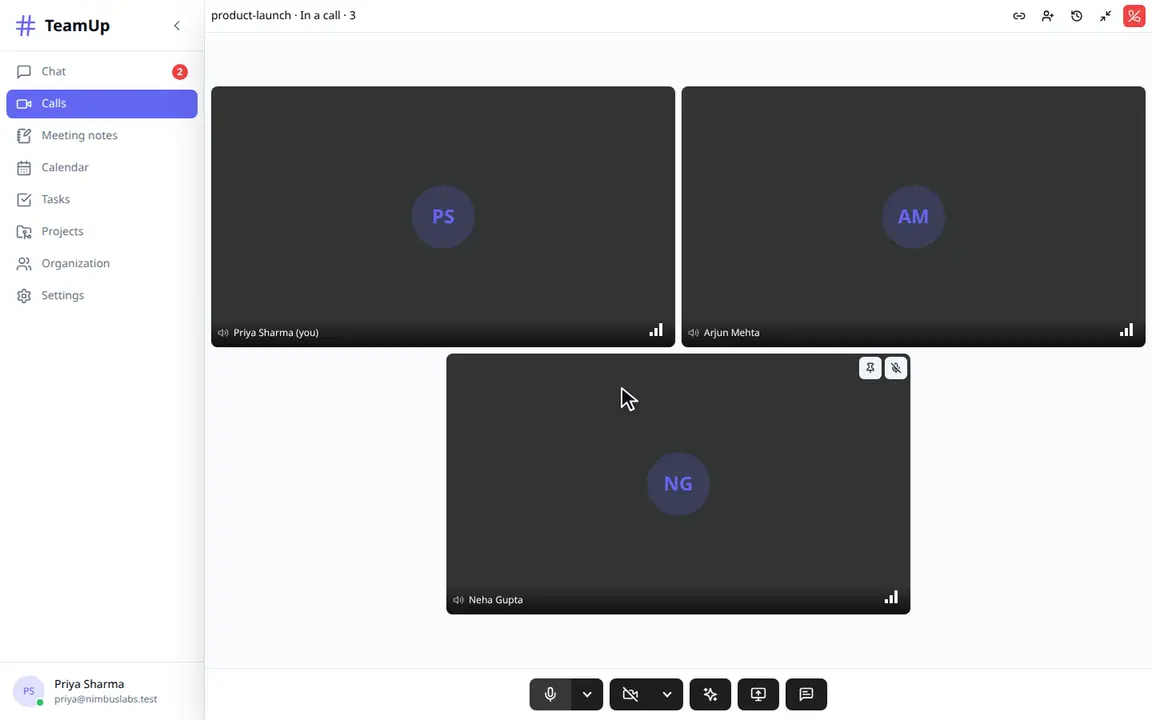 TeamUp
product-launch · In a call · 3
Chat
2
Calls
Meeting notes
Calendar
Tasks
Projects
Organization
Settings
PS
Priya Sharma (you)
AM
Arjun Mehta
NG
Neha Gupta
PS
Priya Sharma
priya@nimbuslabs.test